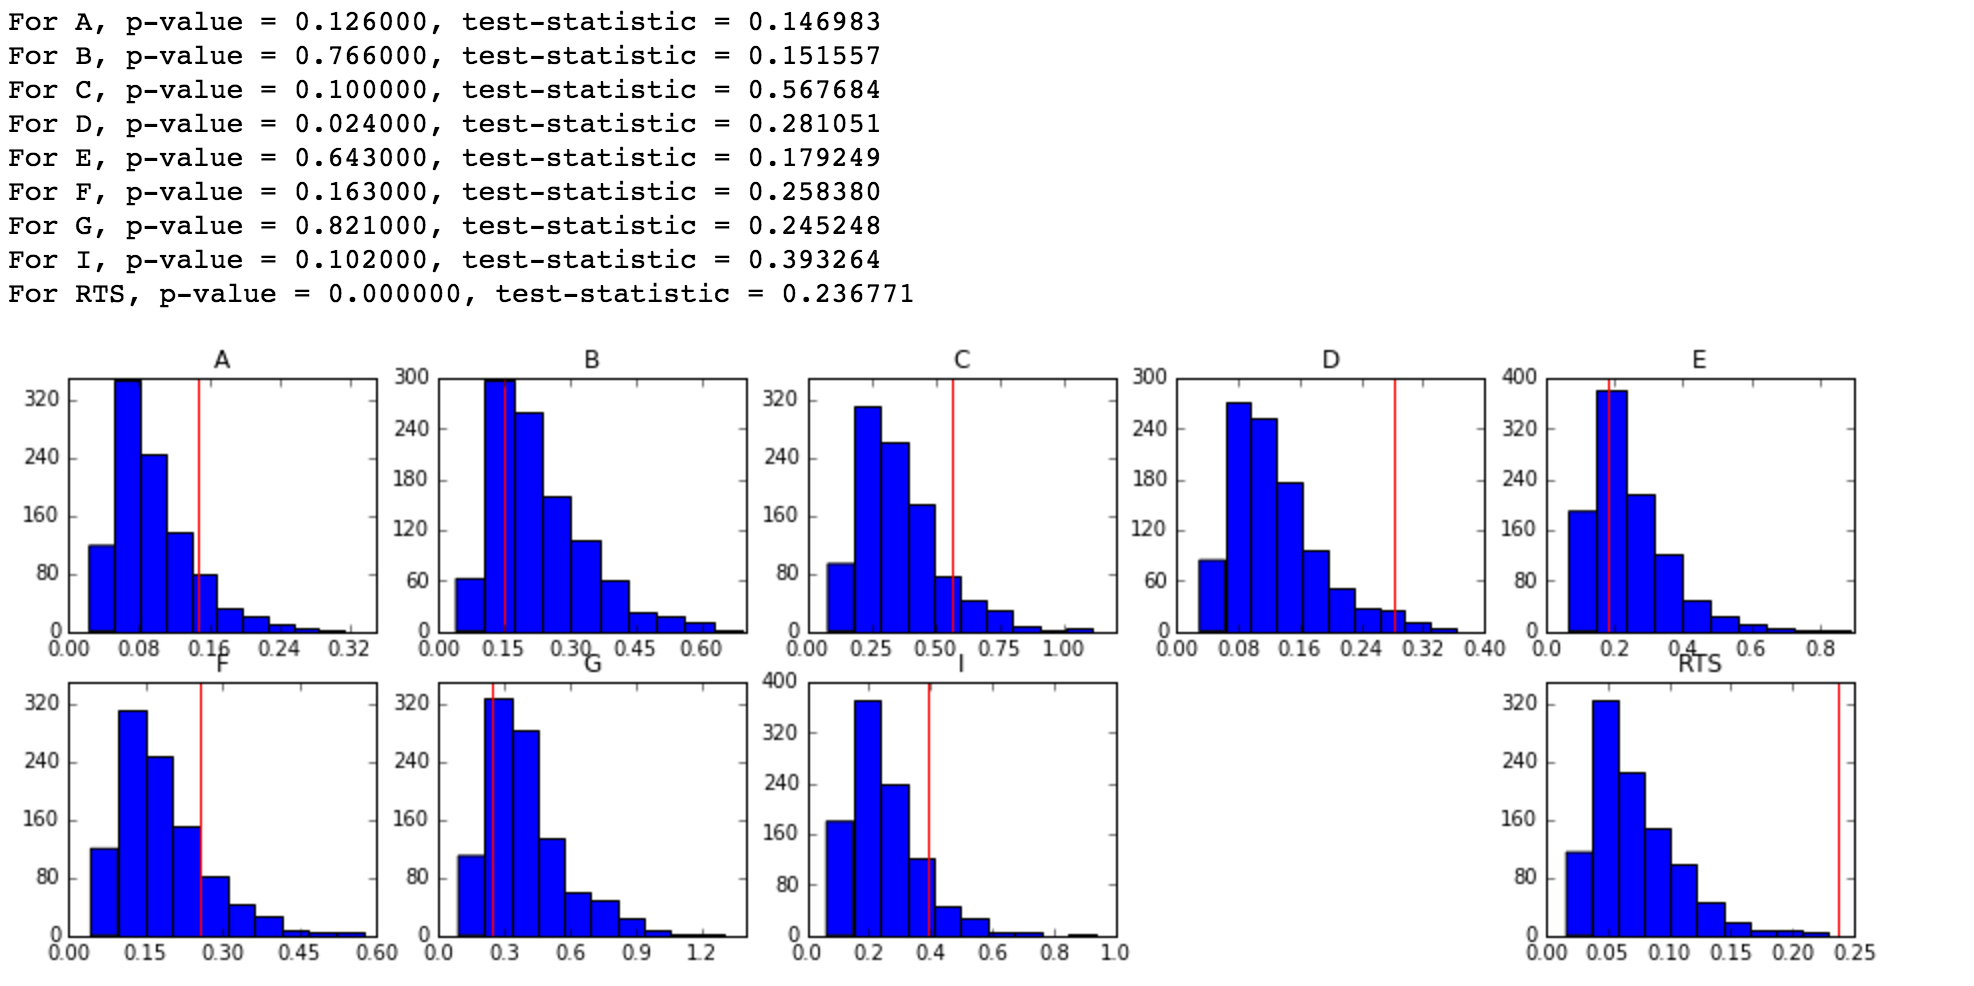 For A, p-value = 0.126000, test-statistic = 0.146983
For B, p-value = 0.766000, test-statistic = 0.151557
For C, p-value = 0.100000, test-statistic = 0.567684
For D, p-value = 0.024000, test-statistic = 0.281051
For E, p-value = 0.643000, test-statistic = 0.179249
For F, p-value = 0.163000, test-statistic = 0.258380
For G, p-value = 0.821000, test-statistic = 0.245248
For I, p-value = 0.102000, test-statistic = 0.393264
For RTS, p-value = 0.000000, test-statistic = 0.236771
A
320
240
160
80
0
0.00 0.08 0.16 0.24 0.32
B
300
240
180
120
60
0
0.00 0.15 0.30 0.45 0.60
C
320
240
160
80
0
0.00 0.25 0.50 0.75 1.00
D
300
240
180
120
60
0
0.00 0.08 0.16 0.24 0.32 0.40
E
400
320
240
160
80
0
0.0 0.2 0.4 0.6 0.8
F
320
240
160
80
0
0.00 0.15 0.30 0.45 0.60
G
320
240
160
80
0
0.0 0.3 0.6 0.9 1.2
I
400
320
240
160
80
0
0.0 0.2 0.4 0.6 0.8 1.0
RTS
320
240
160
80
0
0.00 0.05 0.10 0.15 0.20 0.25